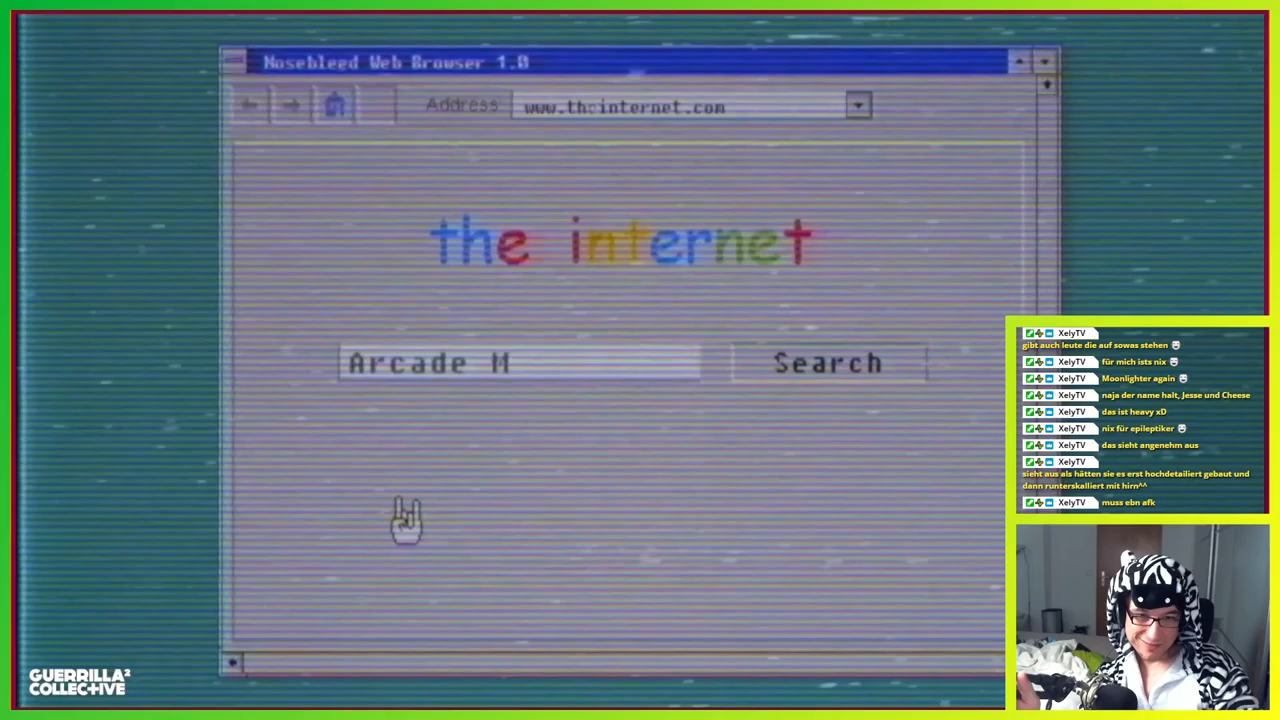 Nosebleed Web Browser 1.0
Address: www.theinternet.com
the internet
Arcade M
Search
XelyTV
gibt auch leute die auf sowas stehen
XelyTV für mich ists nix
XelyTV Moonlighter again
XelyTV naja der name halt, Jesse und Cheese
XelyTV das ist heavy xD
XelyTV nix für epileptiker
XelyTV das sieht angenehm aus
XelyTV
sieht aus als hätten sie es erst hochdetailiert gebaut und
dann runterskalliert mit hirn^^
XelyTV muss ebn afk
GUERRILLA²
COLLECTIVE